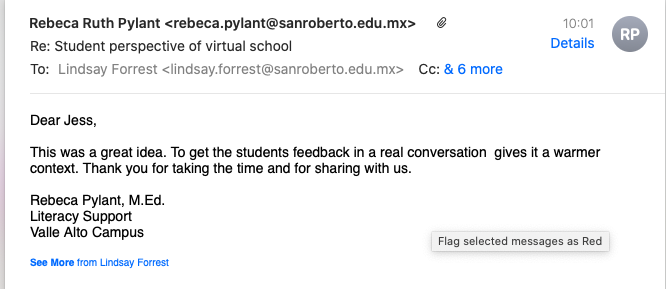 Rebeca Ruth Pylant <rebeca.pylant@sanroberto.edu.mx>
10:01
RP
Re: Student perspective of virtual school
Details
To: Lindsay Forrest <lindsay.forrest@sanroberto.edu.mx> Cc: & 6 more
Dear Jess,
This was a great idea. To get the students feedback in a real conversation  gives it a warmer
context. Thank you for taking the time and for sharing with us.
Rebeca Pylant, M.Ed.
Literacy Support
Valle Alto Campus
Flag selected messages as Red
See More from Lindsay Forrest